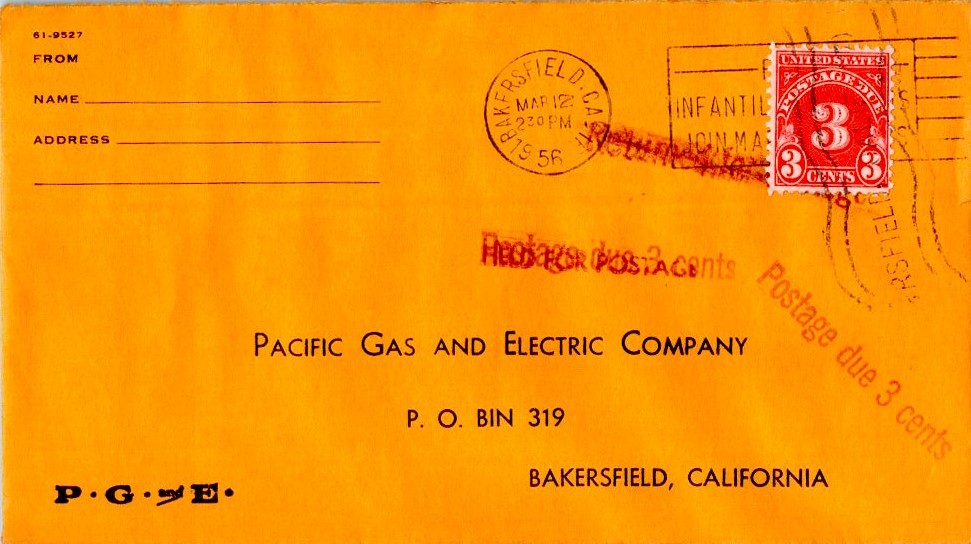 61-9527
FROM
NAME
ADDRESS
BAKERSFIELD, CALIF.
MAR 12
2 30 PM
1956
INFANTI
JOIN MA
UNITED STATES
POSTAGE DUE
3
3 CENTS 3
Postage due 3 cents
HELD FOR POSTAGE
Postage due 3 cents
PACIFIC GAS AND ELECTRIC COMPANY
P. O. BIN 319
BAKERSFIELD, CALIFORNIA
P·G·and E·